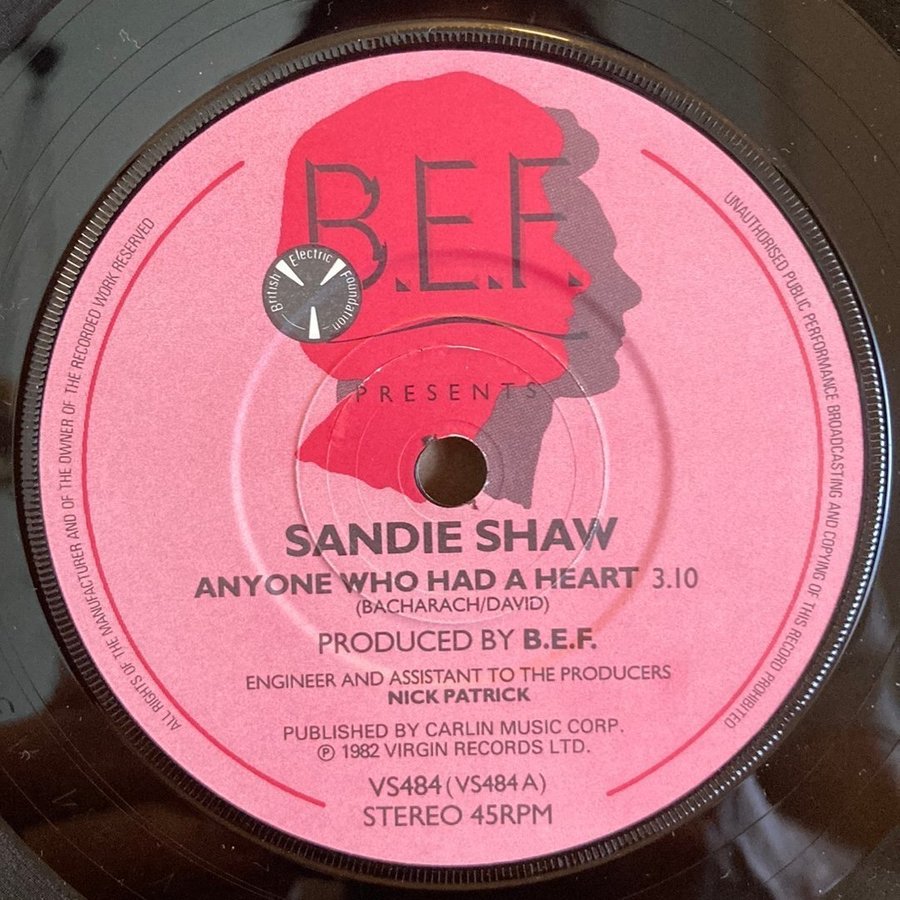 B.E.F.
British Electric Foundation
PRESENTS
SANDIE SHAW
ANYONE WHO HAD A HEART 3.10
(BACHARACH/DAVID)
PRODUCED BY B.E.F.
ENGINEER AND ASSISTANT TO THE PRODUCERS
NICK PATRICK
PUBLISHED BY CARLIN MUSIC CORP.
℗ 1982 VIRGIN RECORDS LTD.
VS484 (VS484 A)
STEREO 45RPM
ALL RIGHTS OF THE MANUFACTURER AND OF THE OWNER OF THE RECORDED WORK RESERVED
UNAUTHORISED PUBLIC PERFORMANCE BROADCASTING AND COPYING OF THIS RECORD PROHIBITED